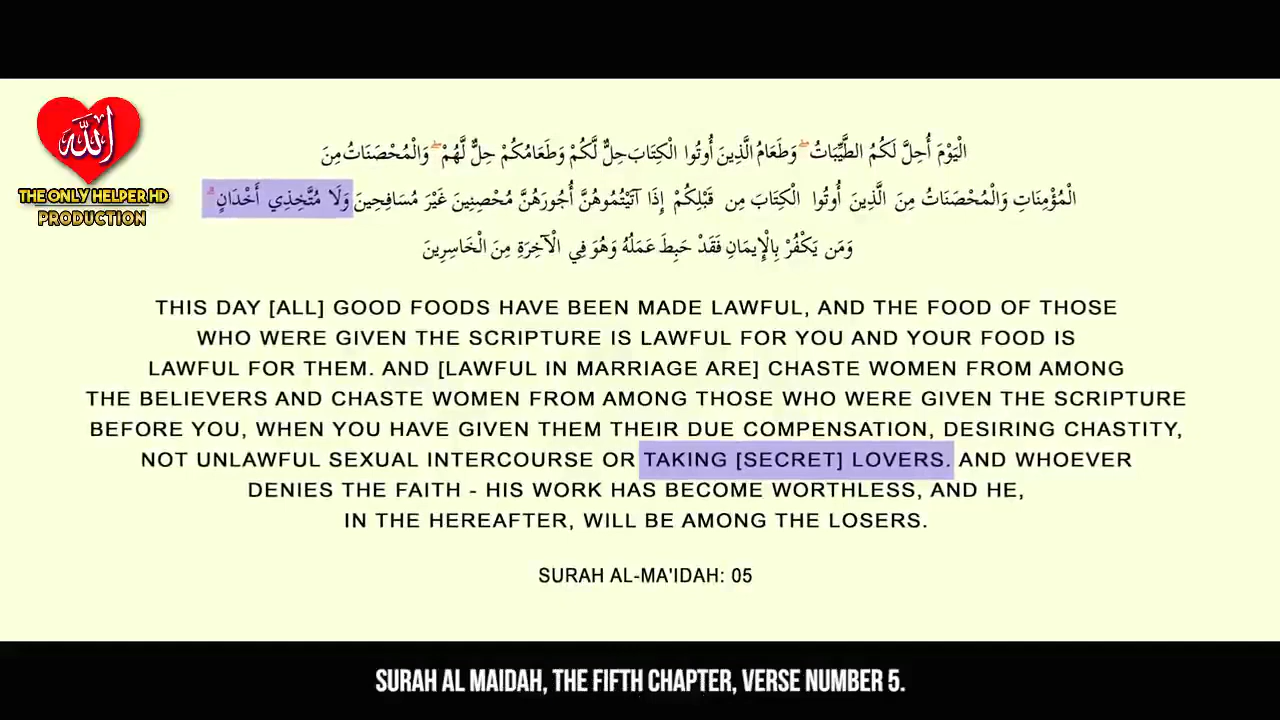 الله
THE ONLY HELPER HD
PRODUCTION
الْيَوْمَ أُحِلَّ لَكُمُ الطَّيِّبَاتُ ۖ وَطَعَامُ الَّذِينَ أُوتُوا الْكِتَابَ حِلٌّ لَّكُمْ وَطَعَامُكُمْ حِلٌّ لَّهُمْ ۖ وَالْمُحْصَنَاتُ مِنَ
الْمُؤْمِنَاتِ وَالْمُحْصَنَاتُ مِنَ الَّذِينَ أُوتُوا الْكِتَابَ مِن قَبْلِكُمْ إِذَا آتَيْتُمُوهُنَّ أُجُورَهُنَّ مُحْصِنِينَ غَيْرَ مُسَافِحِينَ وَلَا مُتَّخِذِي أَخْدَانٍ ۗ
وَمَن يَكْفُرْ بِالْإِيمَانِ فَقَدْ حَبِطَ عَمَلُهُ وَهُوَ فِي الْآخِرَةِ مِنَ الْخَاسِرِينَ
THIS DAY [ALL] GOOD FOODS HAVE BEEN MADE LAWFUL, AND THE FOOD OF THOSE
WHO WERE GIVEN THE SCRIPTURE IS LAWFUL FOR YOU AND YOUR FOOD IS
LAWFUL FOR THEM. AND [LAWFUL IN MARRIAGE ARE] CHASTE WOMEN FROM AMONG
THE BELIEVERS AND CHASTE WOMEN FROM AMONG THOSE WHO WERE GIVEN THE SCRIPTURE
BEFORE YOU, WHEN YOU HAVE GIVEN THEM THEIR DUE COMPENSATION, DESIRING CHASTITY,
NOT UNLAWFUL SEXUAL INTERCOURSE OR TAKING [SECRET] LOVERS. AND WHOEVER
DENIES THE FAITH - HIS WORK HAS BECOME WORTHLESS, AND HE,
IN THE HEREAFTER, WILL BE AMONG THE LOSERS.
SURAH AL-MA'IDAH: 05
SURAH AL MAIDAH, THE FIFTH CHAPTER, VERSE NUMBER 5.